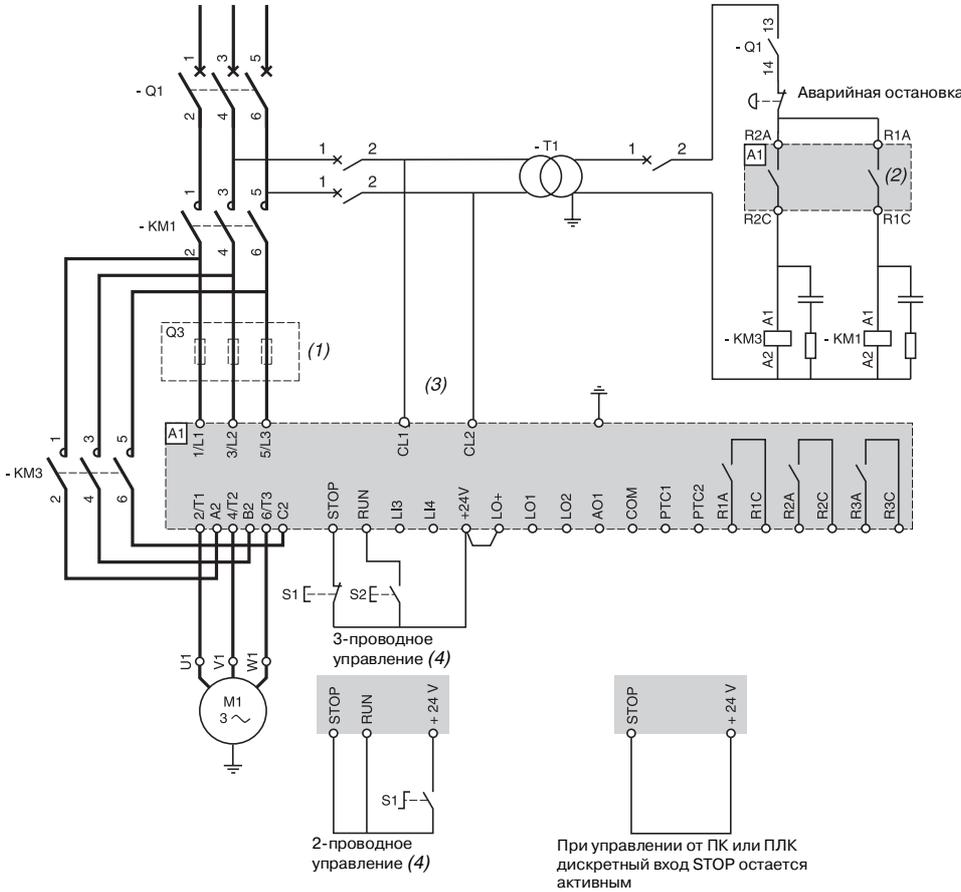 1 3 5
- Q1
2 4 6
1 2
1 2
- T1
1 2
13
- Q1
14
Аварийная остановка
R2A R1A
A1
(2)
R2C R1C
1 3 5
- KM1
2 4 6
Q3
(1)
A1 A1
- KM3 - KM1
A2 A2
(3)
A1
1/L1 3/L2 5/L3 CL1 CL2
1 3 5
- KM3
2 4 6
2/T1 A2 4/T2 B2 6/T3 C2 STOP RUN LI3 LI4 +24V LO+ LO1 LO2 AO1 COM PTC1 PTC2 R1A R1C R2A R2C R3A R3C
S1 S2
3-проводное
управление (4)
U1 V1 W1
M1
3
STOP RUN + 24 V
S1
2-проводное
управление (4)
STOP + 24 V
При управлении от ПК или ПЛК
дискретный вход STOP остается
активным